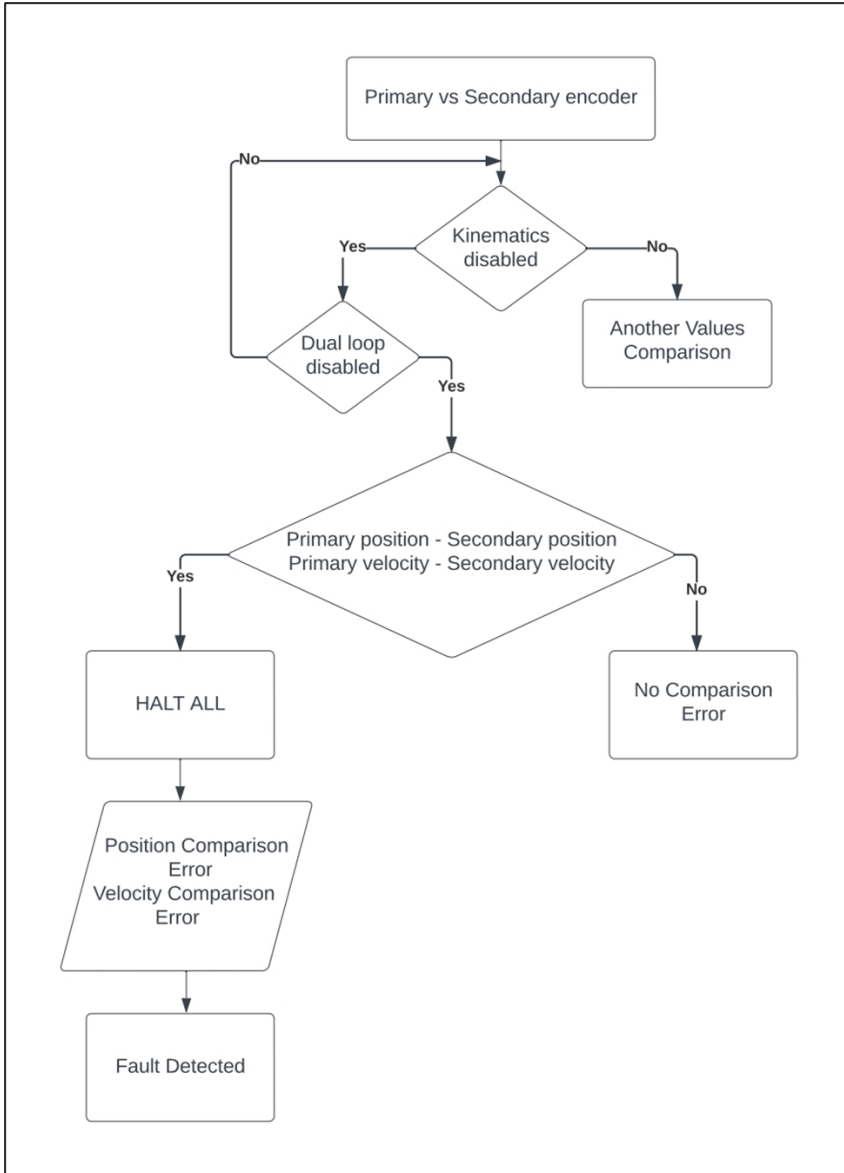 Primary vs Secondary encoder
No
Kinematics
disabled
Yes
No
Another Values
Comparison
Dual loop
disabled
Yes
Primary position - Secondary position
Primary velocity - Secondary velocity
Yes
No
HALT ALL
No Comparison
Error
Position Comparison
Error
Velocity Comparison
Error
Fault Detected